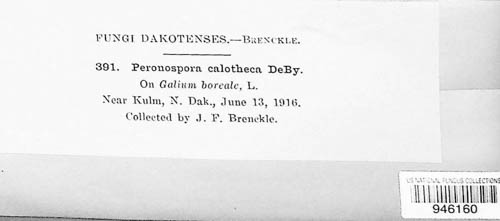 FUNGI DAKOTENSES.—BRENCKLE.
391. Peronospora calotheca DeBy.
On Galium boreale, L.
Near Kulm, N. Dak., June 13, 1916.
Collected by J. F. Brenckle.
US NATIONAL FUNGUS COLLECTIONS
946160